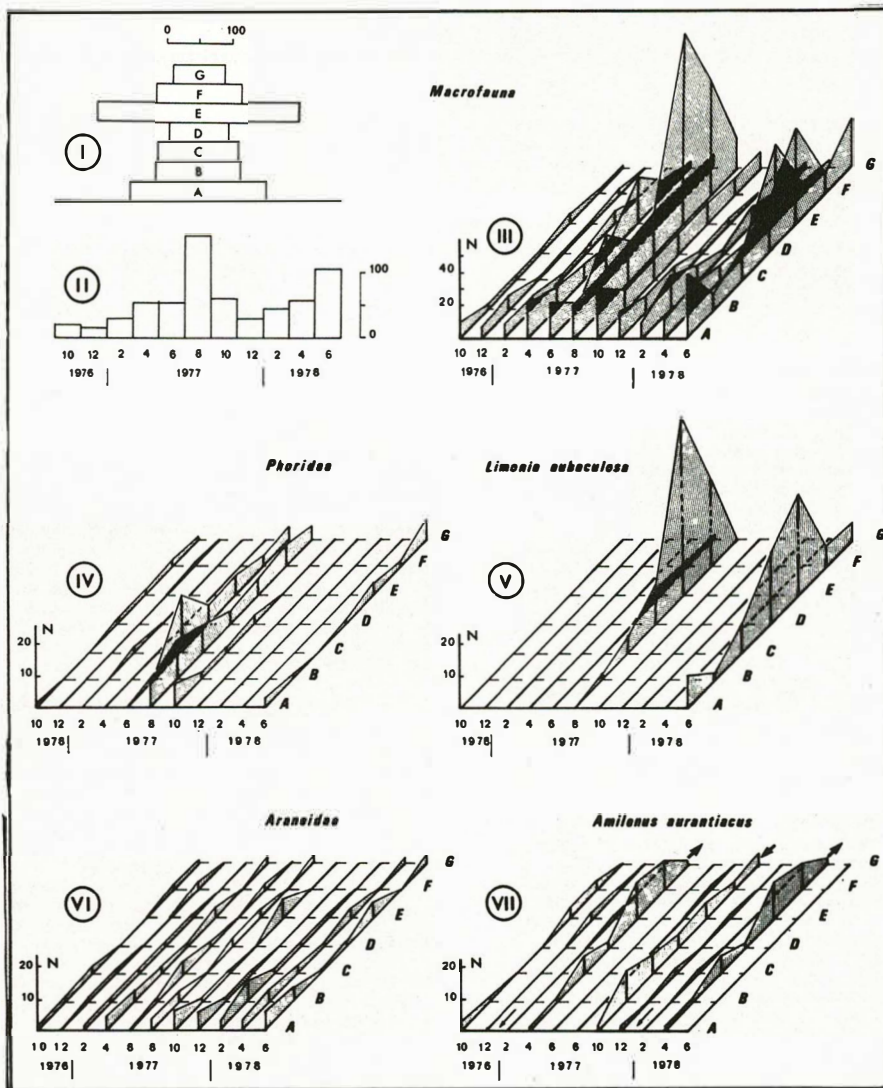 0 100
G
F
E
D
C
B
A
I
II
100
0
10 12 2 4 6 8 10 12 2 4 6
1976 | 1977 | 1978
Macrofauna
III
N
40
20
10 12 2 4 6 8 10 12 2 4 6
1976 | 1977 | 1978
A B C D E F G
Phoridae
IV
N
20
10
10 12 2 4 6 8 10 12 2 4 6
1976 | 1977 | 1978
A B C D E F G
Limonia nubeculosa
V
N
20
10
10 12 2 4 6 8 10 12 2 4 6
1976 | 1977 | 1978
A B C D E F G
Araneidae
VI
N
20
10
10 12 2 4 6 8 10 12 2 4 6
1976 | 1977 | 1978
A B C D E F G
Amilenus aurantiacus
VII
N
20
10
10 12 2 4 6 8 10 12 2 4 6
1976 | 1977 | 1978
A B C D E F G